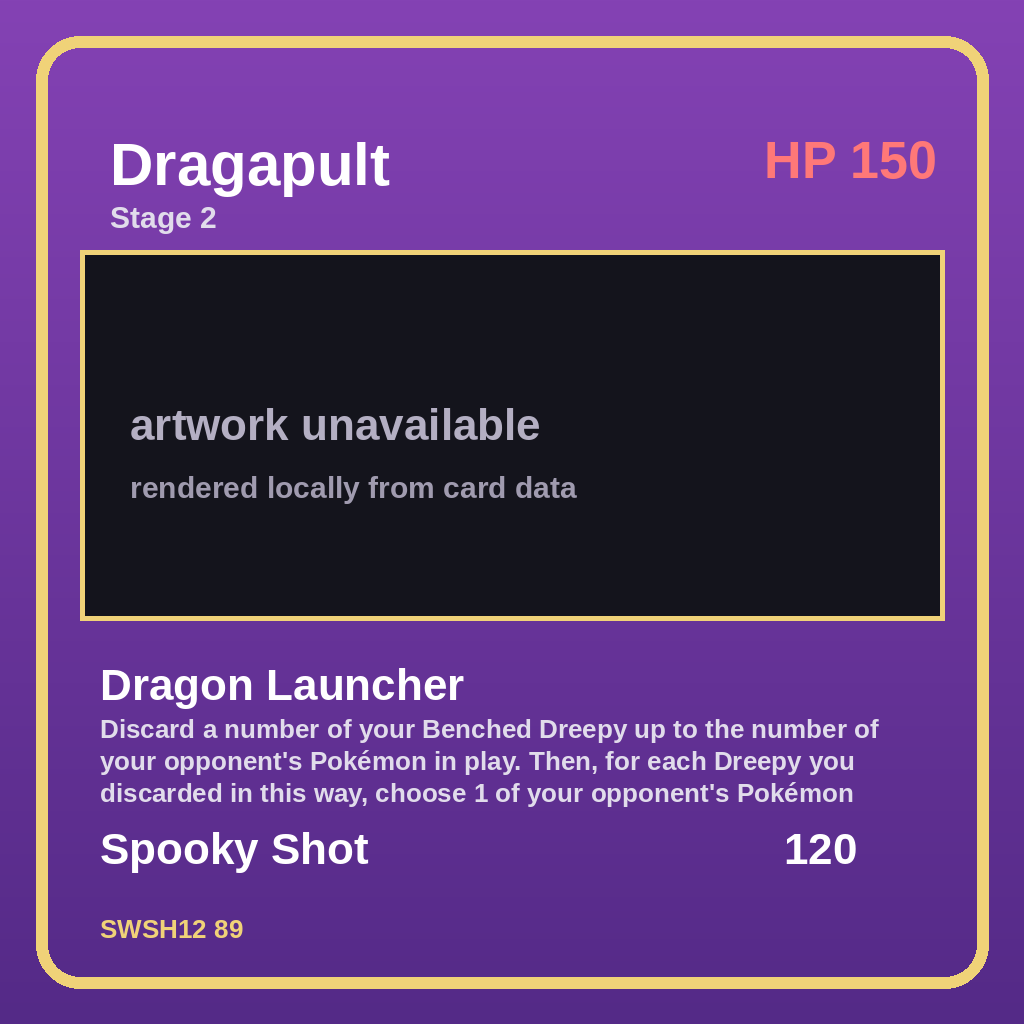 Dragapult
HP 150
Stage 2
artwork unavailable
rendered locally from card data
Dragon Launcher
Discard a number of your Benched Dreepy up to the number of
your opponent's Pokémon in play. Then, for each Dreepy you
discarded in this way, choose 1 of your opponent's Pokémon
Spooky Shot
120
SWSH12 89